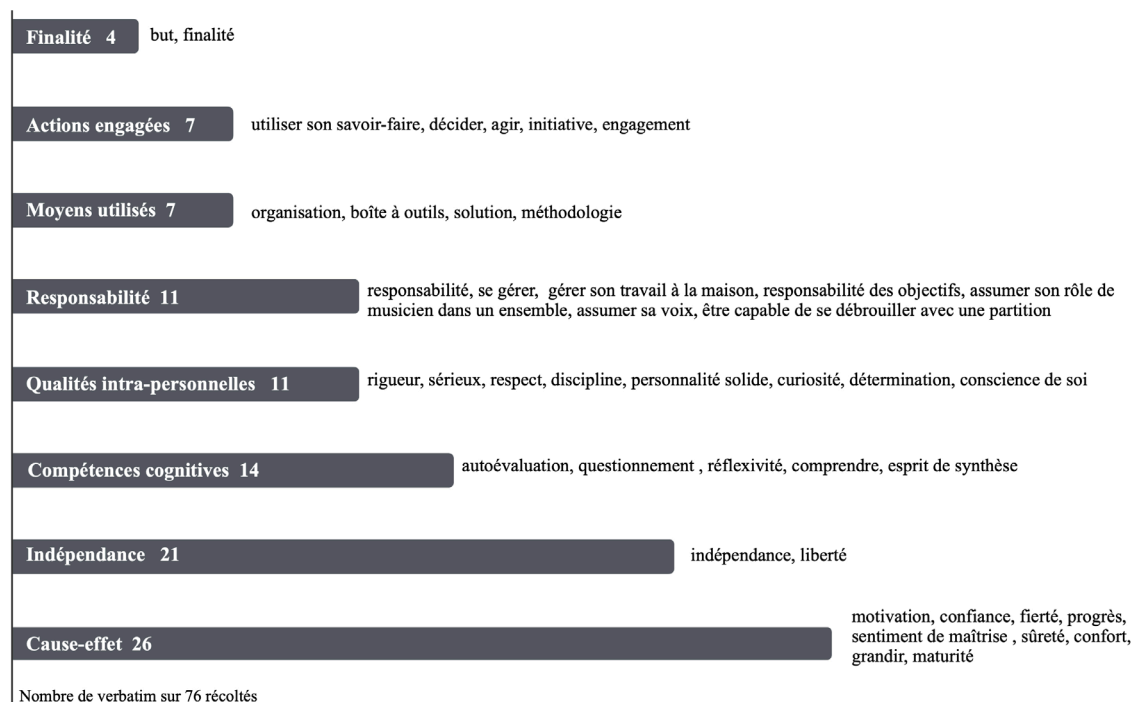 Finalité 4 but, finalité
Actions engagées 7 utiliser son savoir-faire, décider, agir, initiative, engagement
Moyens utilisés 7 organisation, boîte à outils, solution, méthodologie
Responsabilité 11 responsabilité, se gérer, gérer son travail à la maison, responsabilité des objectifs, assumer son rôle de
musicien dans un ensemble, assumer sa voix, être capable de se débrouiller avec une partition
Qualités intra-personnelles 11 rigueur, sérieux, respect, discipline, personnalité solide, curiosité, détermination, conscience de soi
Compétences cognitives 14 autoévaluation, questionnement , réflexivité, comprendre, esprit de synthèse
Indépendance 21 indépendance, liberté
Cause-effet 26 motivation, confiance, fierté, progrès,
sentiment de maîtrise , sûreté, confort,
grandir, maturité
Nombre de verbatim sur 76 récoltés